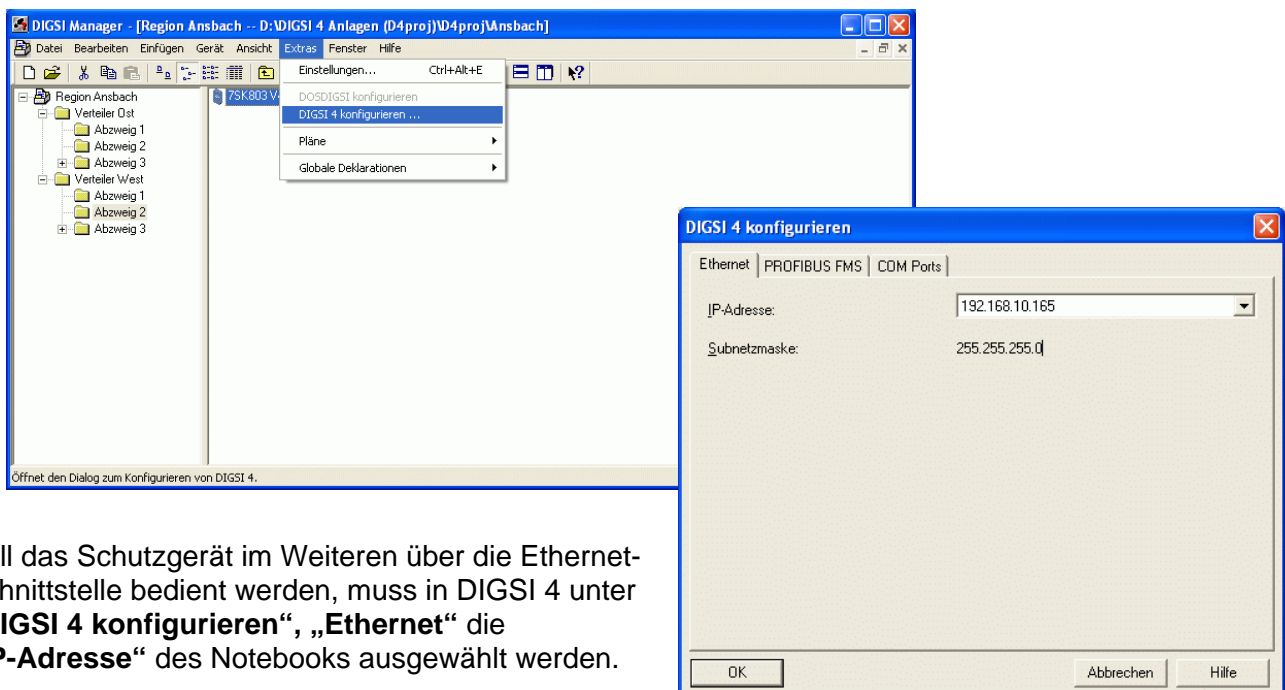 DIGSI Manager - [Region Ansbach -- D:\DIGSI 4 Anlagen (D4proj)\D4proj\Ansbach]
Datei Bearbeiten Einfügen Gerät Ansicht Extras Fenster Hilfe
Einstellungen... Ctrl+Alt+E
DOSDIGSI konfigurieren
DIGSI 4 konfigurieren ...
Pläne
Globale Deklarationen
Region Ansbach
Verteiler Ost
Abzweig 1
Abzweig 2
Abzweig 3
Verteiler West
Abzweig 1
Abzweig 2
Abzweig 3
7SK803 V4
Öffnet den Dialog zum Konfigurieren von DIGSI 4.
DIGSI 4 konfigurieren
Ethernet PROFIBUS FMS COM Ports
IP-Adresse: 192.168.10.165
Subnetzmaske: 255.255.255.0
OK Abbrechen Hilfe
ll das Schutzgerät im Weiteren über die Ethernet-
hnittstelle bedient werden, muss in DIGSI 4 unter
IGSI 4 konfigurieren“, „Ethernet“ die
P-Adresse“ des Notebooks ausgewählt werden.